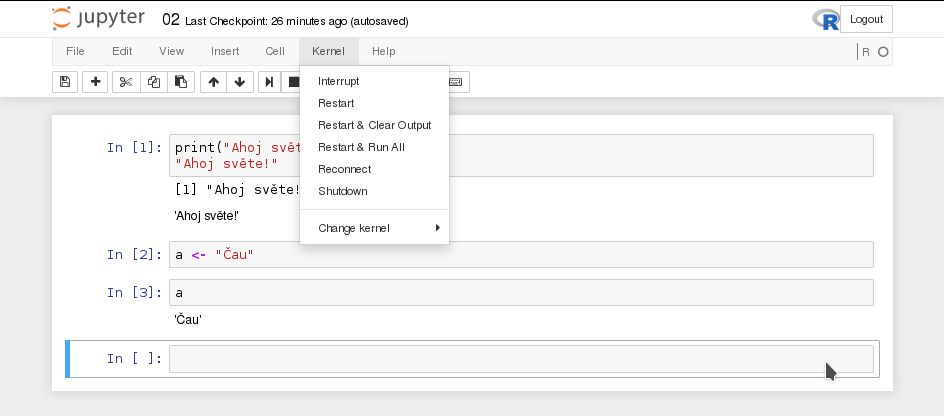 jupyter 02 Last Checkpoint: 26 minutes ago (autosaved) R Logout
File Edit View Insert Cell Kernel Help R
Interrupt
Restart
Restart & Clear Output
Restart & Run All
Reconnect
Shutdown
Change kernel
In [1]: print("Ahoj svět
"Ahoj světe!"
[1] "Ahoj světe!
'Ahoj světe!'
In [2]: a <- "Čau"
In [3]: a
'Čau'
In [ ]: